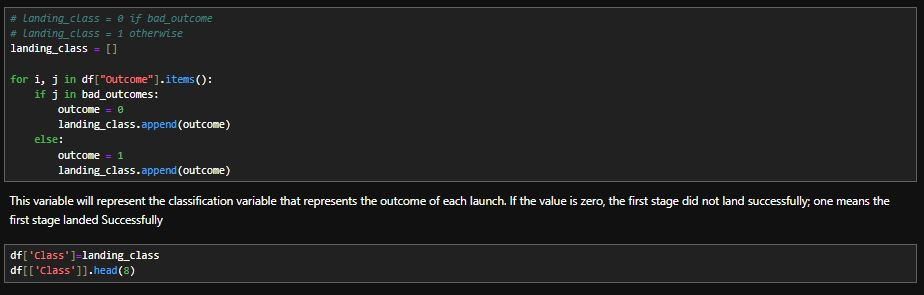 # landing_class = 0 if bad_outcome
# landing_class = 1 otherwise
landing_class = []
for i, j in df["Outcome"].items():
    if j in bad_outcomes:
        outcome = 0
        landing_class.append(outcome)
    else:
        outcome = 1
        landing_class.append(outcome)
This variable will represent the classification variable that represents the outcome of each launch. If the value is zero, the first stage did not land successfully; one means the
first stage landed Successfully
df['Class']=landing_class
df[['Class']].head(8)